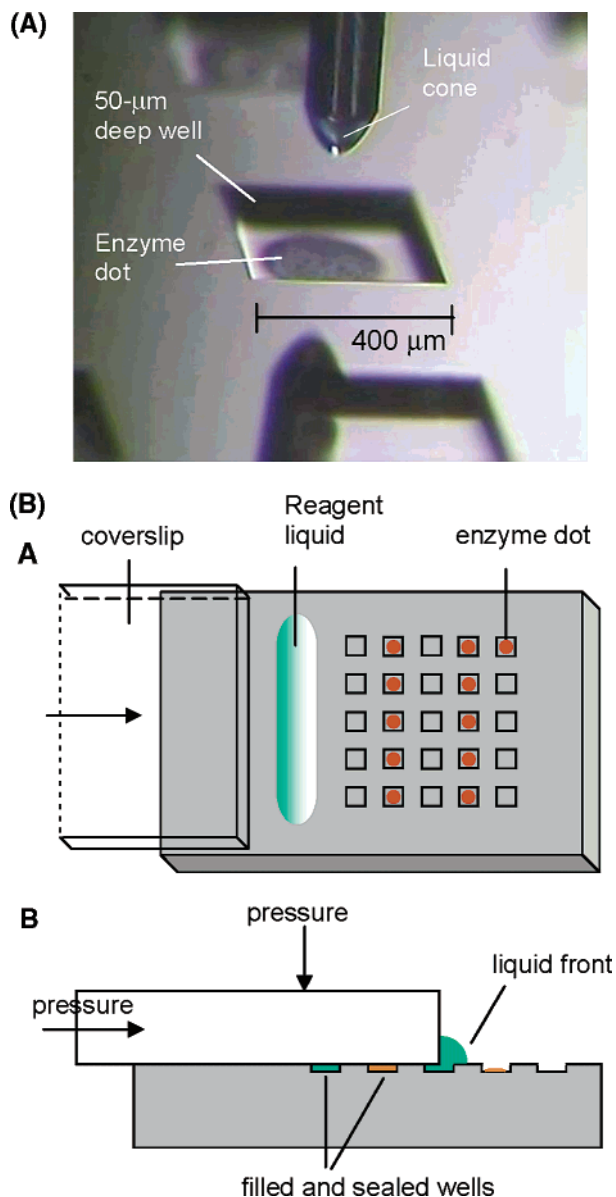 (A)
Liquid
cone
50-μm
deep well
Enzyme
dot
400 μm
(B)
A
coverslip
Reagent
liquid
enzyme dot
B
pressure
liquid front
pressure
filled and sealed wells